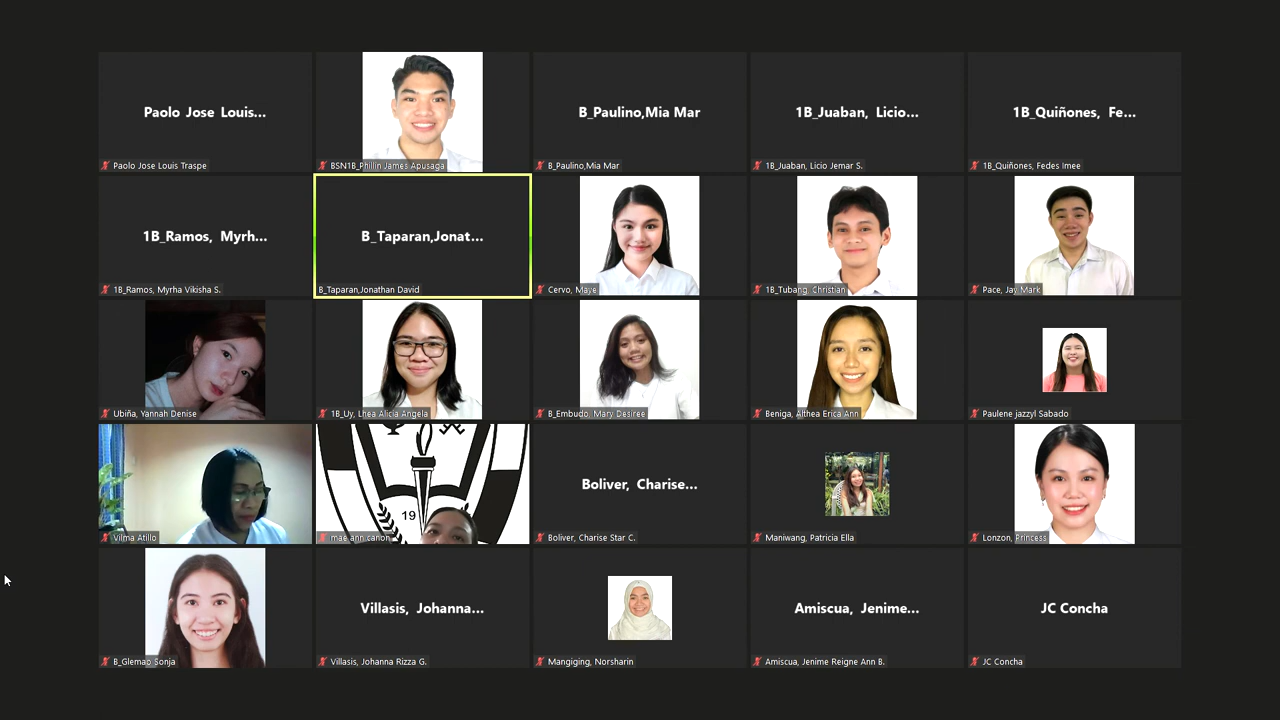 Paolo Jose Louis...
Paolo Jose Louis Traspe
BSN1B_Phillin James Apusaga
B_Paulino,Mia Mar
B_Paulino,Mia Mar
1B_Juaban, Licio...
1B_Juaban, Licio Jemar S.
1B_Quiñones, Fe...
1B_Quiñones, Fedes Imee
1B_Ramos, Myrh...
1B_Ramos, Myrha Vikisha S.
B_Taparan,Jonat...
B_Taparan,Jonathan David
Cervo, Maye
1B_Tubang, Christian
Pace, Jay Mark
Ubiña, Yannah Denise
1B_Uy, Lhea Alicia Angela
B_Embudo, Mary Desiree
Beniga, Althea Erica Ann
Paulene jazzyl Sabado
Vilma Atillo
19
mae ann canon
Boliver, Charise...
Boliver, Charise Star C.
Maniwang, Patricia Ella
Lonzon, Princess
B_Glemao Sonja
Villasis, Johanna...
Villasis, Johanna Rizza G.
Mangiging, Norsharin
Amiscua, Jenime...
Amiscua, Jenime Reigne Ann B.
JC Concha
JC Concha